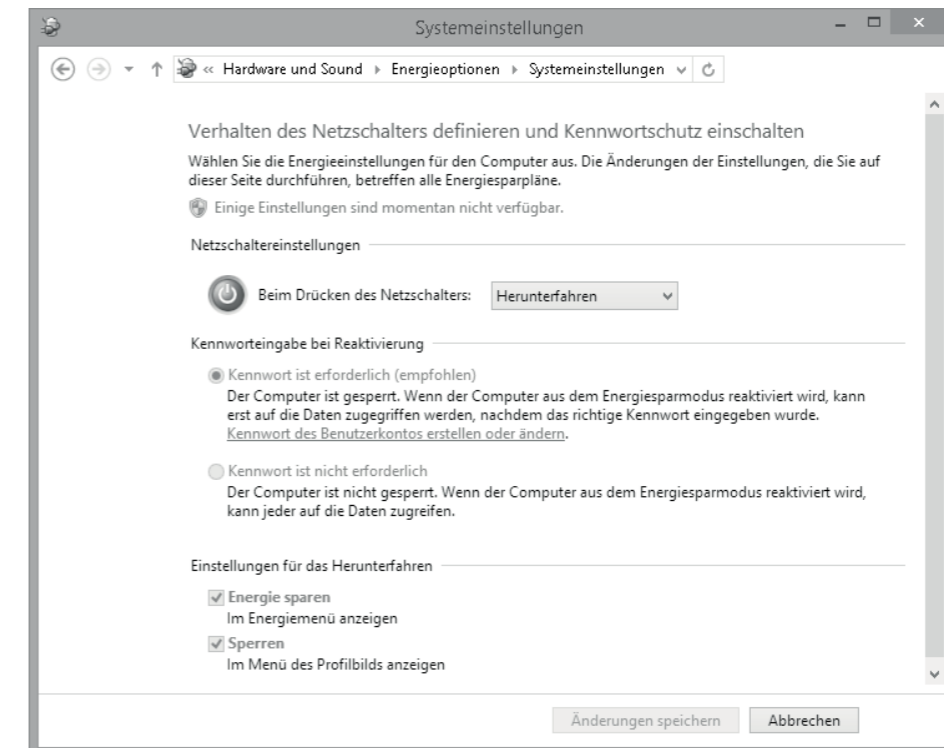 Systemeinstellungen
« Hardware und Sound ▸ Energieoptionen ▸ Systemeinstellungen
Verhalten des Netzschalters definieren und Kennwortschutz einschalten
Wählen Sie die Energieeinstellungen für den Computer aus. Die Änderungen der Einstellungen, die Sie auf
dieser Seite durchführen, betreffen alle Energiesparpläne.
Einige Einstellungen sind momentan nicht verfügbar.
Netzschaltereinstellungen
Beim Drücken des Netzschalters: Herunterfahren
Kennworteingabe bei Reaktivierung
Kennwort ist erforderlich (empfohlen)
Der Computer ist gesperrt. Wenn der Computer aus dem Energiesparmodus reaktiviert wird, kann
erst auf die Daten zugegriffen werden, nachdem das richtige Kennwort eingegeben wurde.
Kennwort des Benutzerkontos erstellen oder ändern.
Kennwort ist nicht erforderlich
Der Computer ist nicht gesperrt. Wenn der Computer aus dem Energiesparmodus reaktiviert wird,
kann jeder auf die Daten zugreifen.
Einstellungen für das Herunterfahren
Energie sparen
Im Energiemenü anzeigen
Sperren
Im Menü des Profilbilds anzeigen
Änderungen speichern Abbrechen